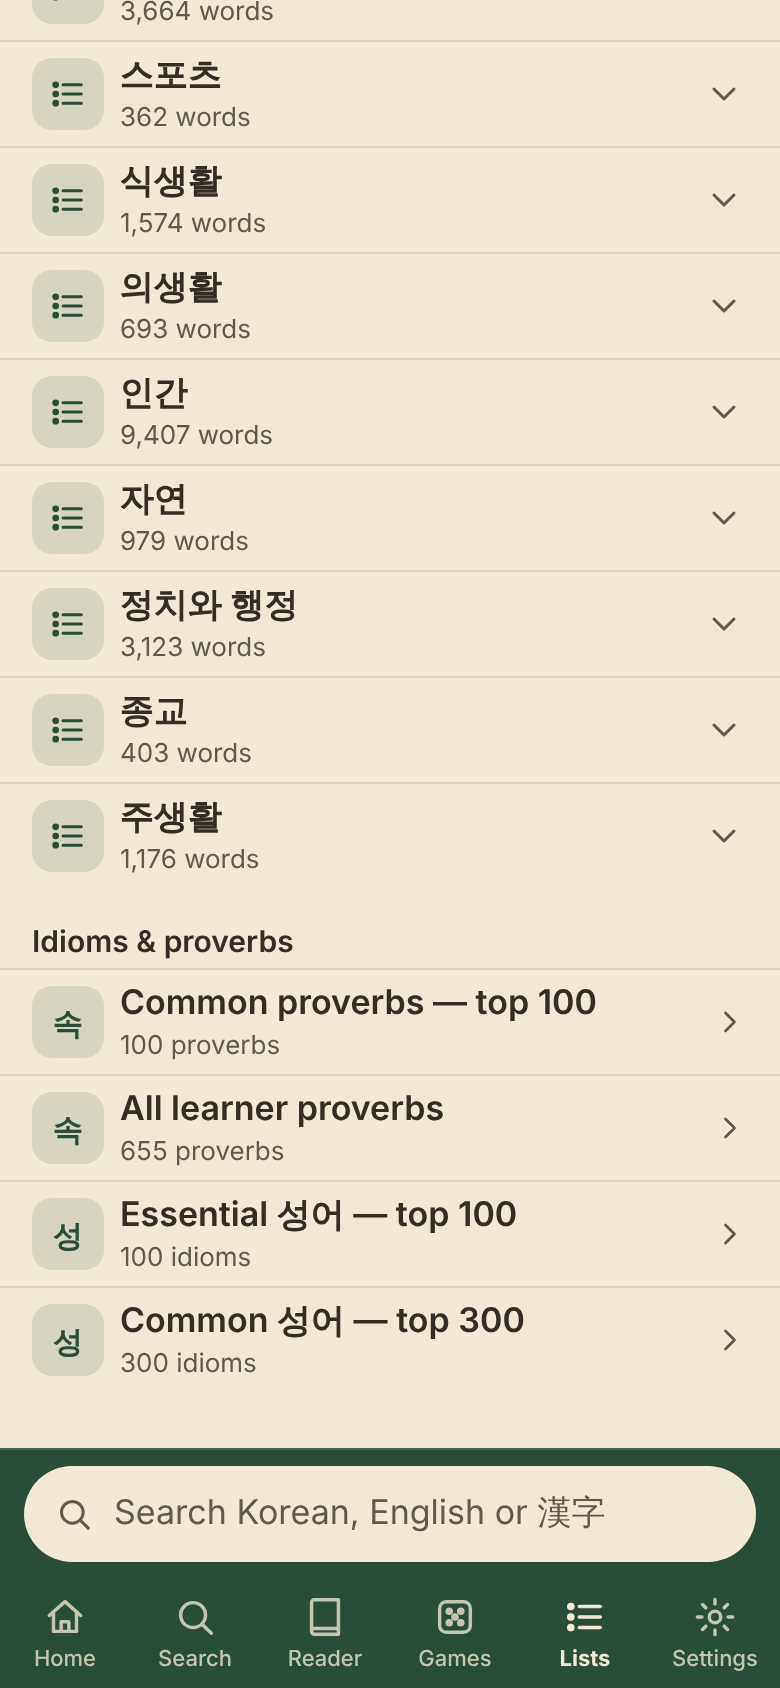 3,664 words
스포츠
362 words
식생활
1,574 words
의생활
693 words
인간
9,407 words
자연
979 words
정치와 행정
3,123 words
종교
403 words
주생활
1,176 words
Idioms & proverbs
속
Common proverbs — top 100
100 proverbs
속
All learner proverbs
655 proverbs
성
Essential 성어 — top 100
100 idioms
성
Common 성어 — top 300
300 idioms
Search Korean, English or 漢字
Home Search Reader Games Lists Settings